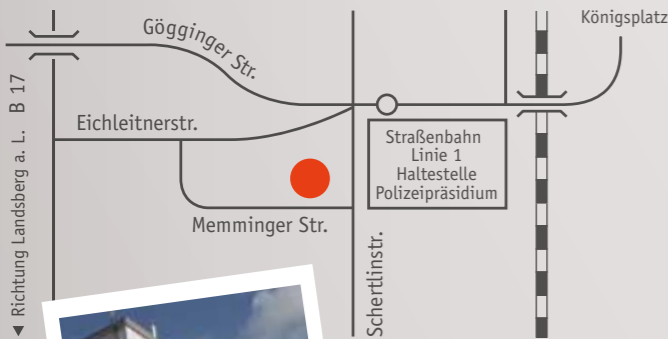 Königsplatz
Gögginger Str.
Richtung Landsberg a. L.   B 17
Eichleitnerstr.
Straßenbahn
Linie 1
Haltestelle
Polizeipräsidium
Memminger Str.
Schertlinstr.